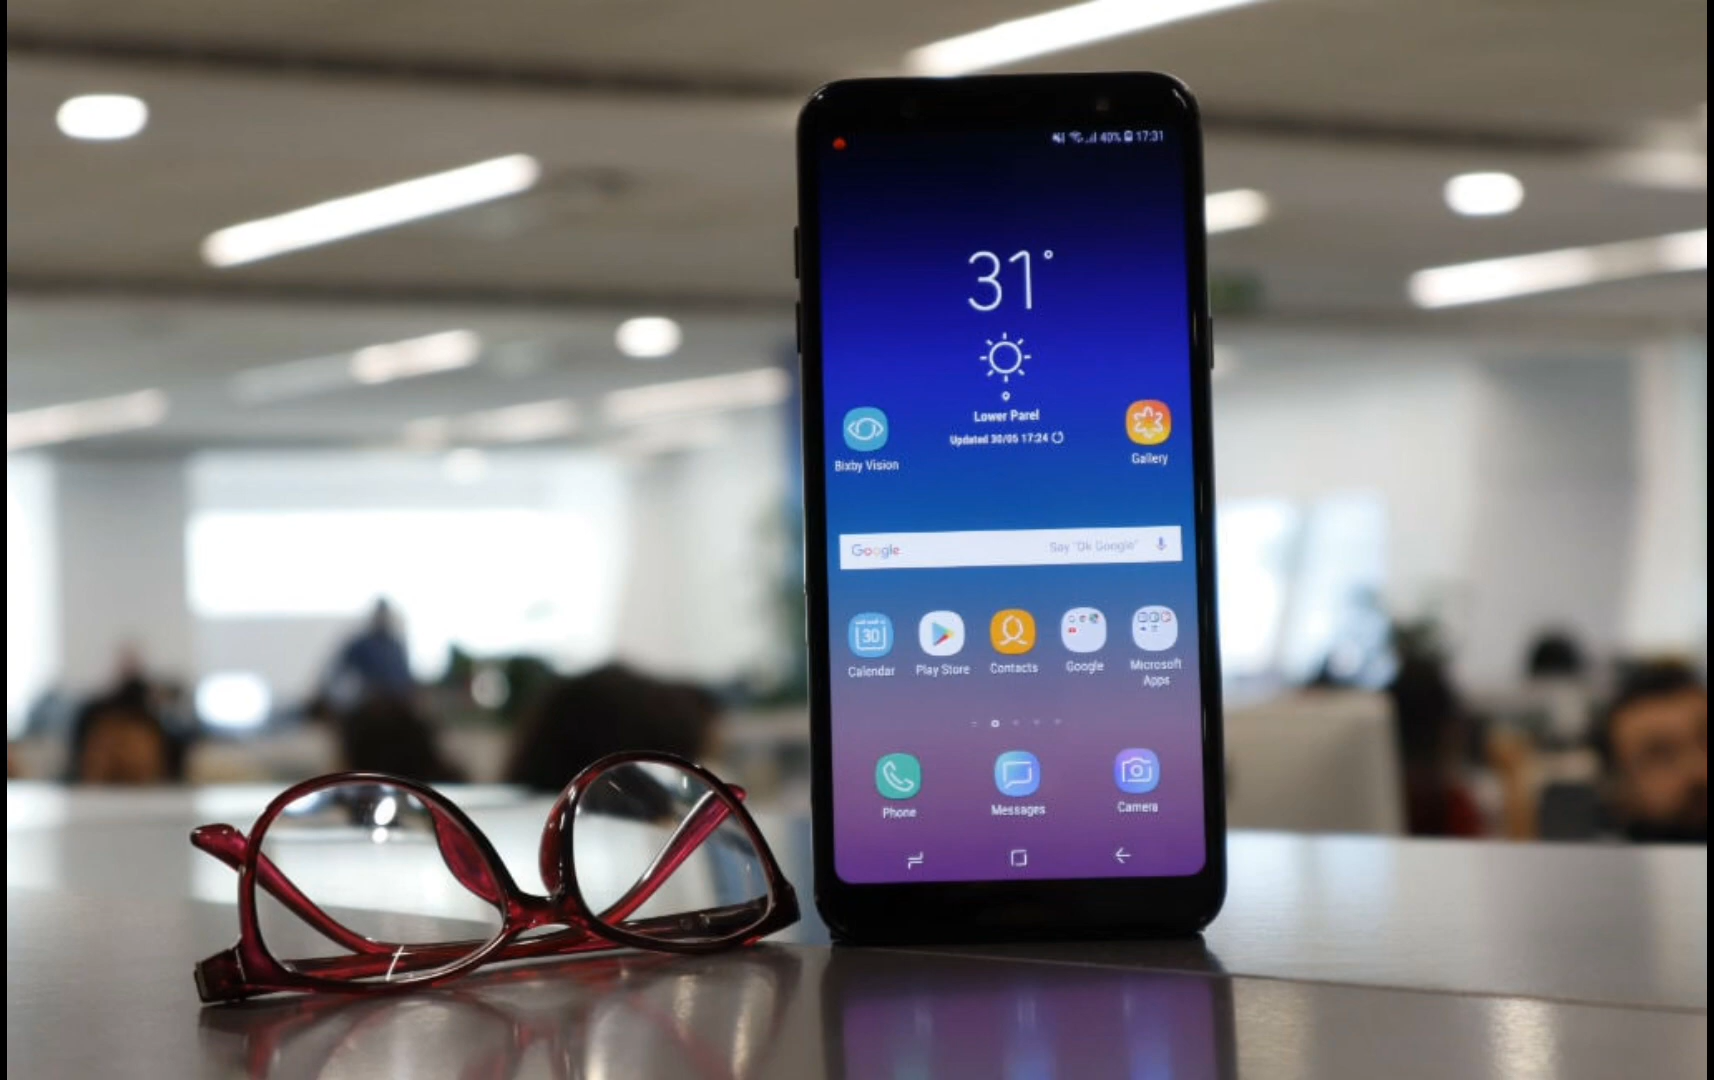 40% 17:31
31°
Lower Parel
Updated 30/05 17:24
Bixby Vision
Gallery
Google Say "Ok Google"
30
Calendar
Play Store
Contacts
Google
Microsoft
Apps
Phone
Messages
Camera